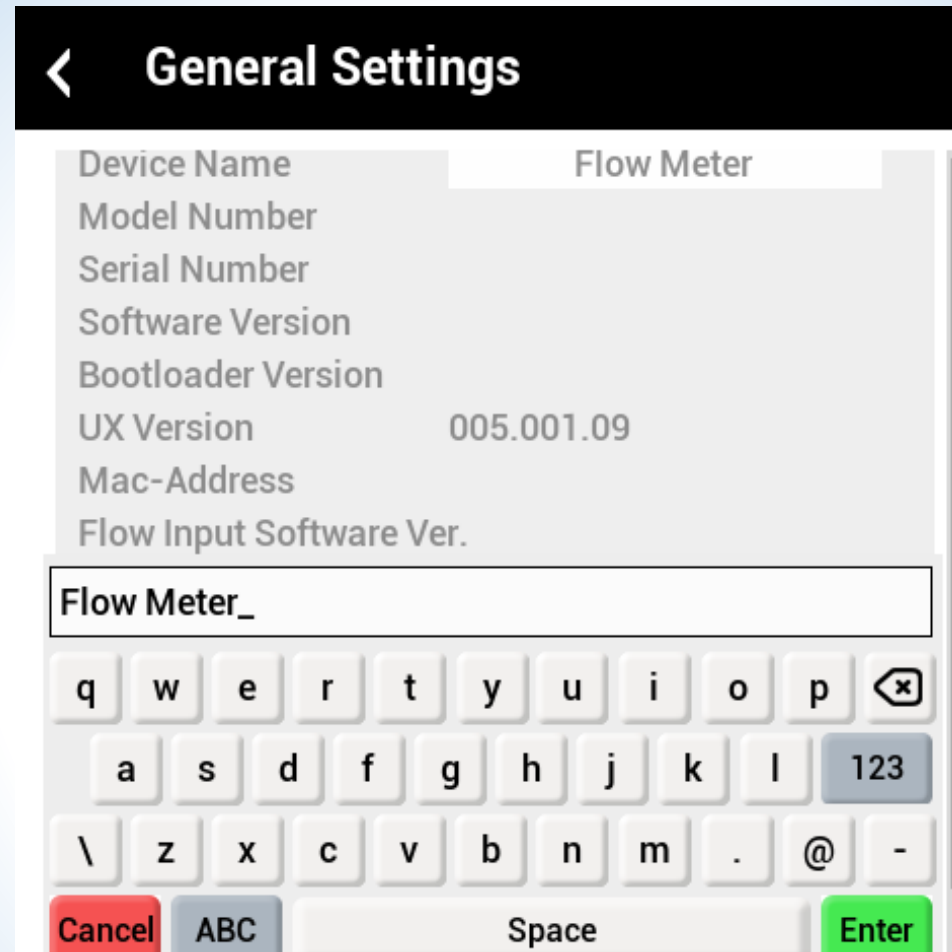 General Settings
Device Name Flow Meter
Model Number
Serial Number
Software Version
Bootloader Version
UX Version 005.001.09
Mac-Address
Flow Input Software Ver.
Flow Meter_
q w e r t y u i o p
a s d f g h j k l 123
\ z x c v b n m . @ -
Cancel ABC Space Enter